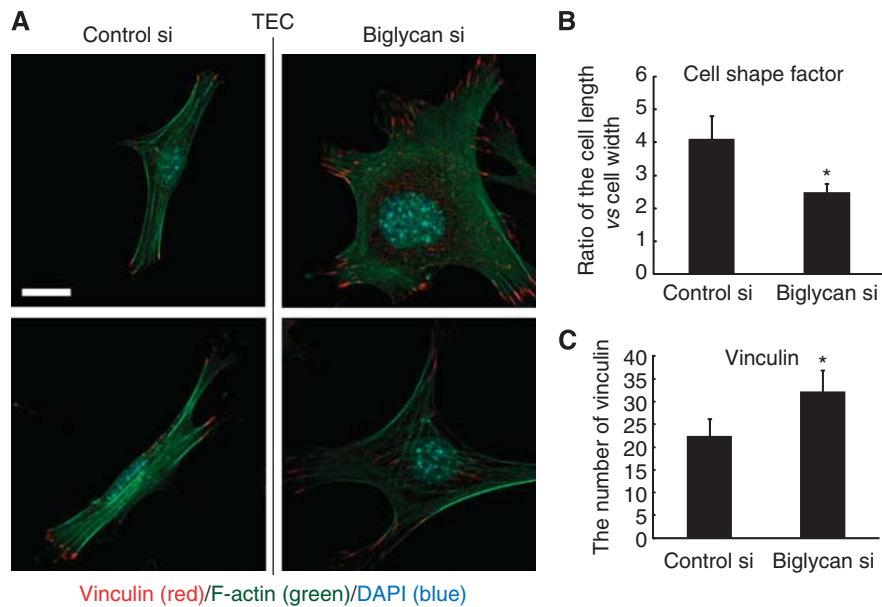 A
TEC
Control si
Biglycan si
Vinculin (red)/F-actin (green)/DAPI (blue)
B
Cell shape factor
Ratio of the cell length
vs cell width
6
5
4
3
2
1
0
*
Control si
Biglycan si
C
Vinculin
The number of vinculin
40
35
30
25
20
15
10
5
0
*
Control si
Biglycan si